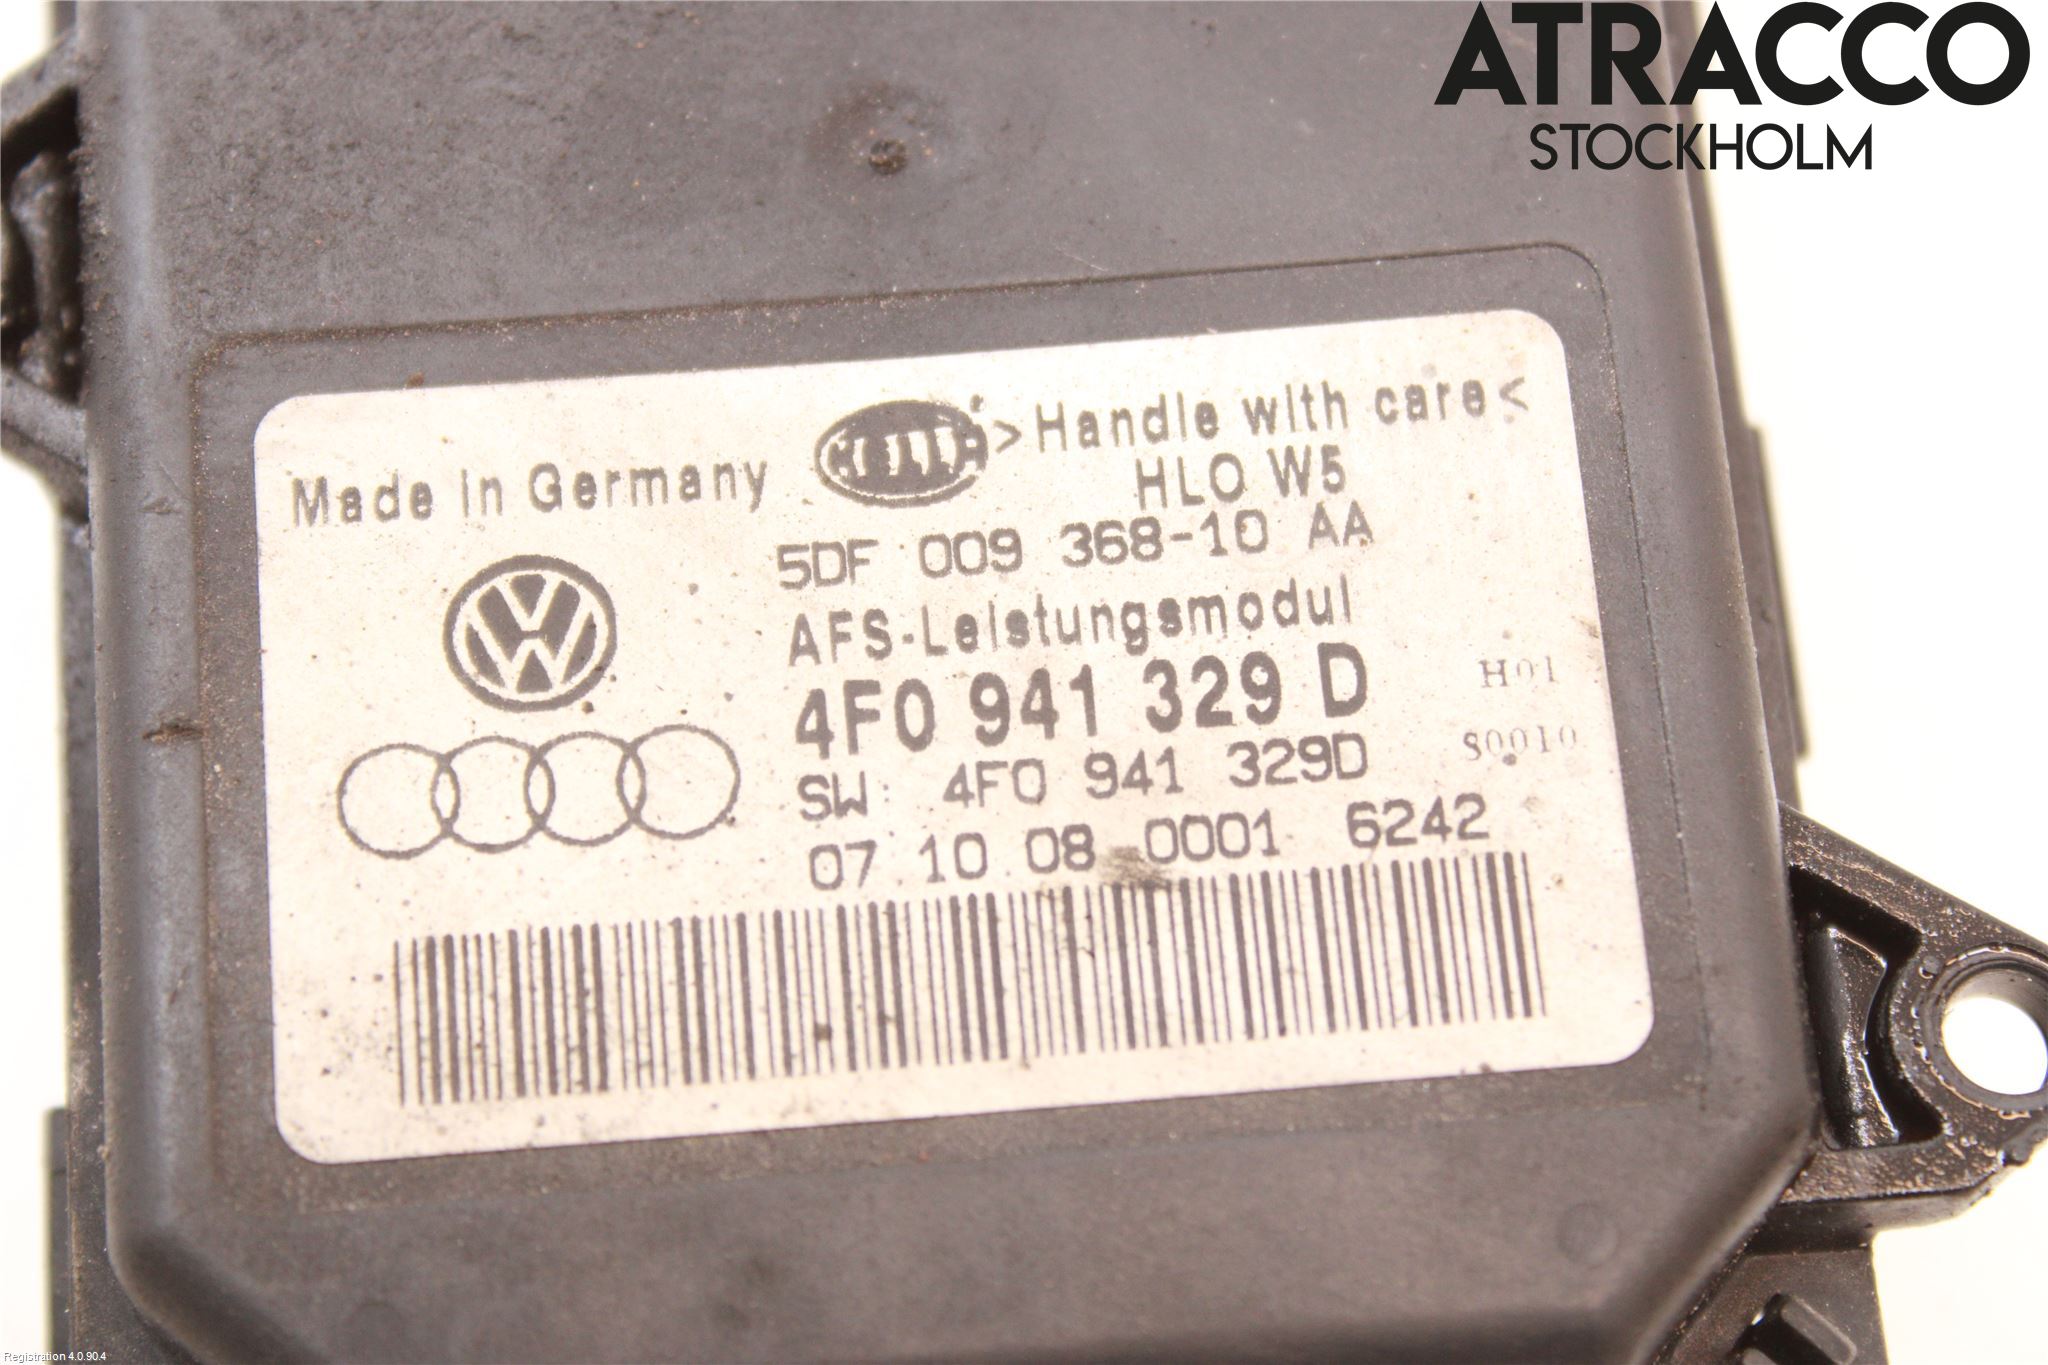 ATRACCO
STOCKHOLM
Made in Germany
HELLA
>Handle with care<
HLO W5
5DF 009 368-10 AA
AFS-Leistungsmodul
4F0 941 329 D
H01
SW: 4F0 941 329D
S0010
07.10.08 0001 6242
Registration 4.0.90.4